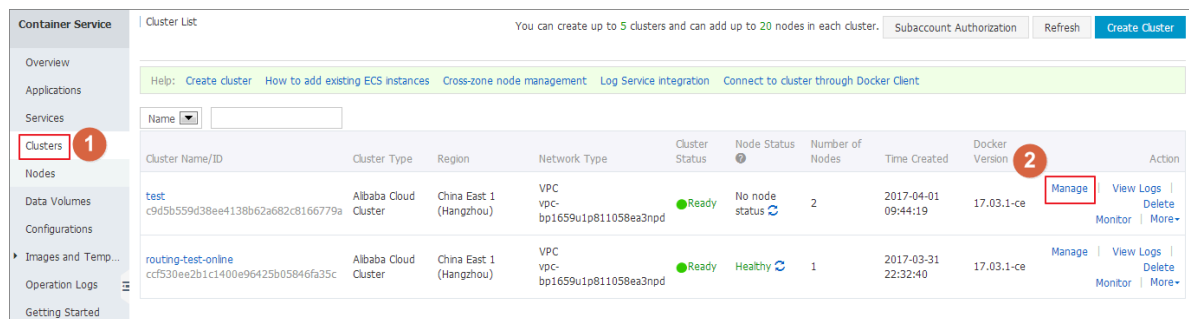 Container Service
Overview
Applications
Services
Clusters
1
Nodes
Data Volumes
Configurations
Images and Temp...
Operation Logs
Getting Started
Cluster List
You can create up to 5 clusters and can add up to 20 nodes in each cluster.
Subaccount Authorization
Refresh
Create Cluster
Help: Create cluster How to add existing ECS instances Cross-zone node management Log Service integration Connect to cluster through Docker Client
Name
Cluster Name/ID Cluster Type Region Network Type Cluster Status Node Status Number of Nodes Time Created Docker Version Action
2
test
c9d5b559d38ee4138b62a682c8166779a
Alibaba Cloud
Cluster
China East 1
(Hangzhou)
VPC
vpc-
bp1659u1p811058ea3npd
Ready
No node
status
2
2017-04-01
09:44:19
17.03.1-ce
Manage | View Logs |
Delete
Monitor | More
routing-test-online
ccf530ee2b1c1400e96425b05846fa35c
Alibaba Cloud
Cluster
China East 1
(Hangzhou)
VPC
vpc-
bp1659u1p811058ea3npd
Ready
Healthy
1
2017-03-31
22:32:40
17.03.1-ce
Manage | View Logs |
Delete
Monitor | More